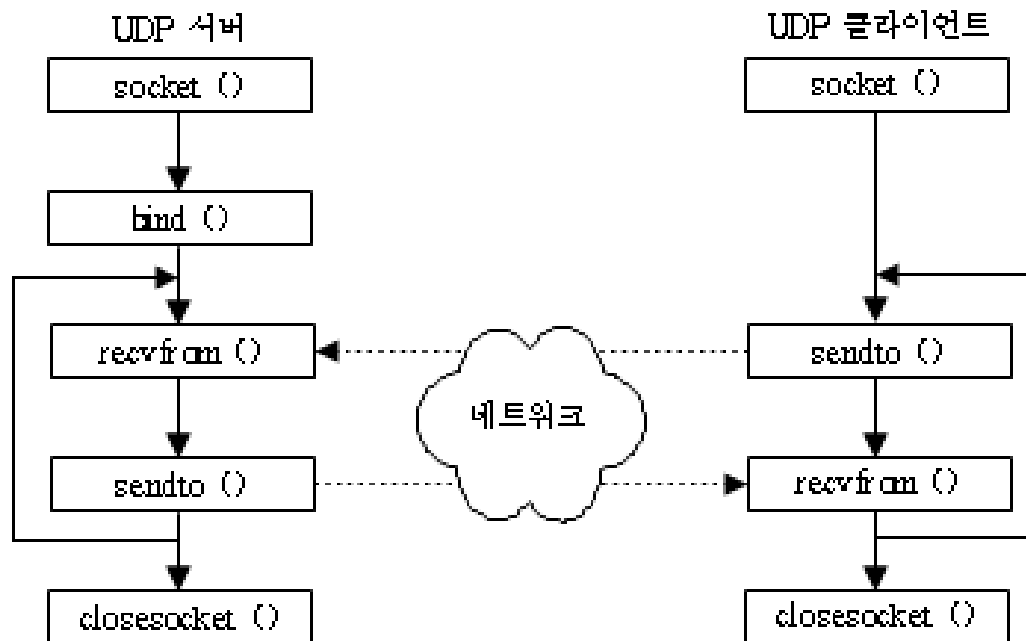 UDP 서버
socket ()
bind ()
recvfrom ()
sendto ()
closesocket ()
네트워크
UDP 클라이언트
socket ()
sendto ()
recvfrom ()
closesocket ()